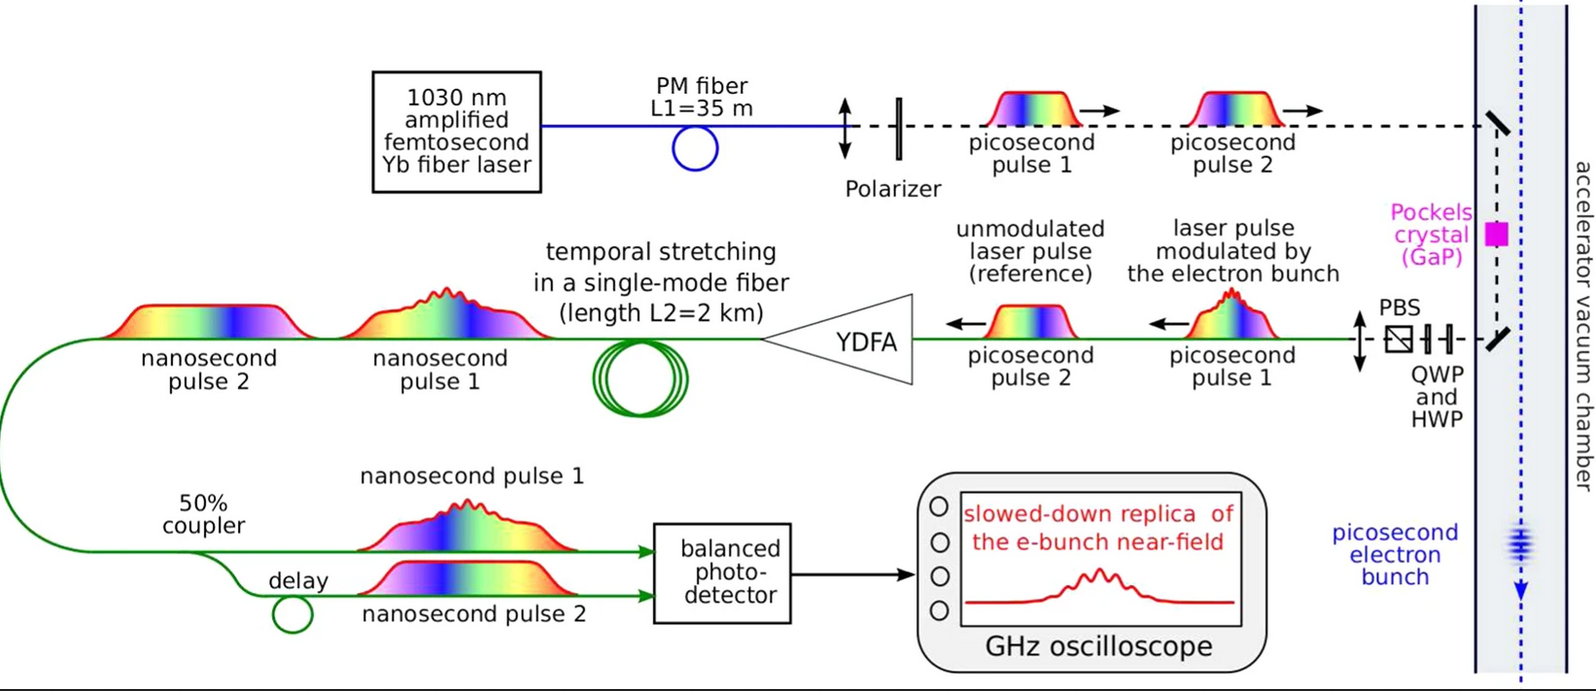 1030 nm
amplified
femtosecond
Yb fiber laser
PM fiber
L1=35 m
Polarizer
picosecond
pulse 1
picosecond
pulse 2
accelerator vacuum chamber
Pockels
crystal
(GaP)
temporal stretching
in a single-mode fiber
(length L2=2 km)
unmodulated
laser pulse
(reference)
laser pulse
modulated by
the electron bunch
PBS
QWP
and
HWP
YDFA
picosecond
pulse 2
picosecond
pulse 1
nanosecond
pulse 2
nanosecond
pulse 1
50%
coupler
delay
nanosecond pulse 1
nanosecond pulse 2
balanced
photo-
detector
slowed-down replica of
the e-bunch near-field
GHz oscilloscope
picosecond
electron
bunch